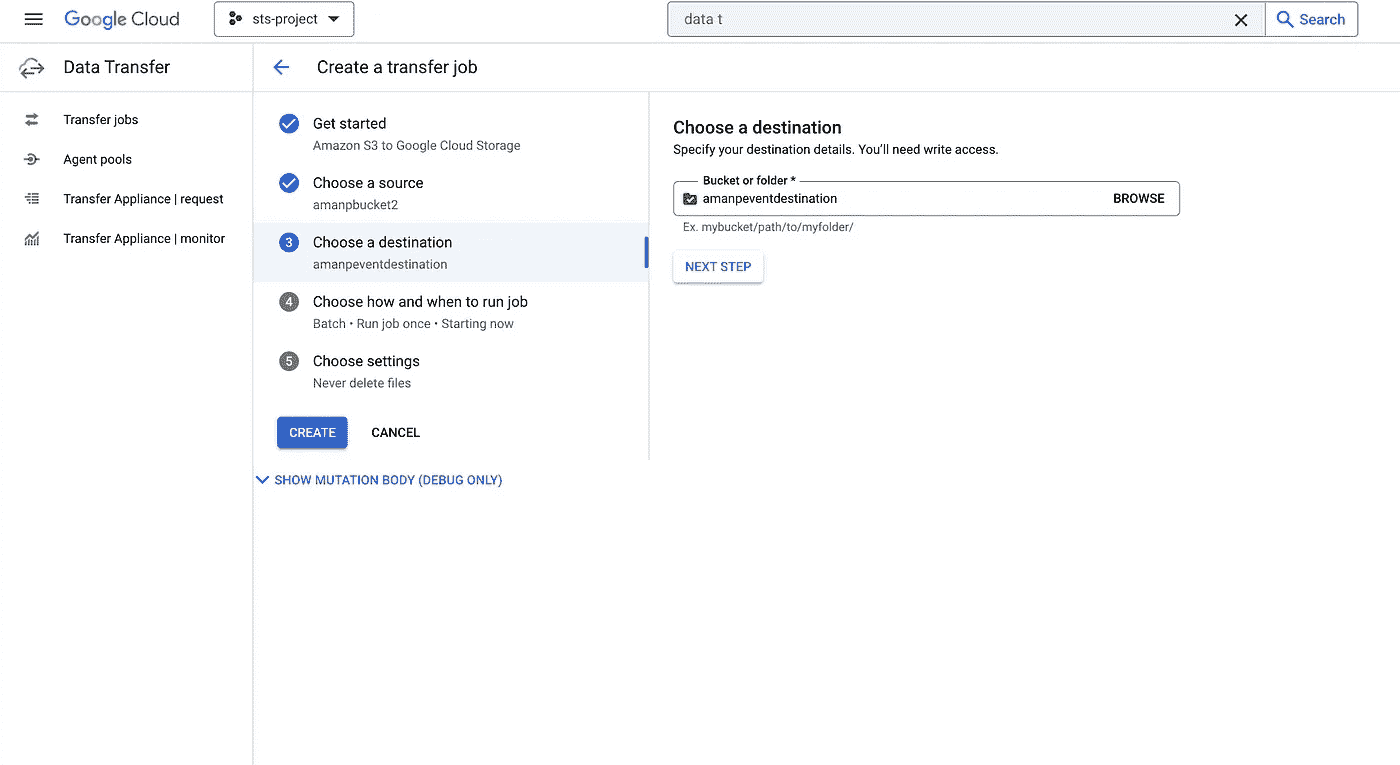 Google Cloud
sts-project
data t
Search
Data Transfer
Create a transfer job
Transfer jobs
Agent pools
Transfer Appliance | request
Transfer Appliance | monitor
Get started
Amazon S3 to Google Cloud Storage
Choose a source
amanpbucket2
3 Choose a destination
amanpeventdestination
4 Choose how and when to run job
Batch • Run job once • Starting now
5 Choose settings
Never delete files
CREATE CANCEL
SHOW MUTATION BODY (DEBUG ONLY)
Choose a destination
Specify your destination details. You'll need write access.
Bucket or folder *
amanpeventdestination BROWSE
Ex. mybucket/path/to/myfolder/
NEXT STEP